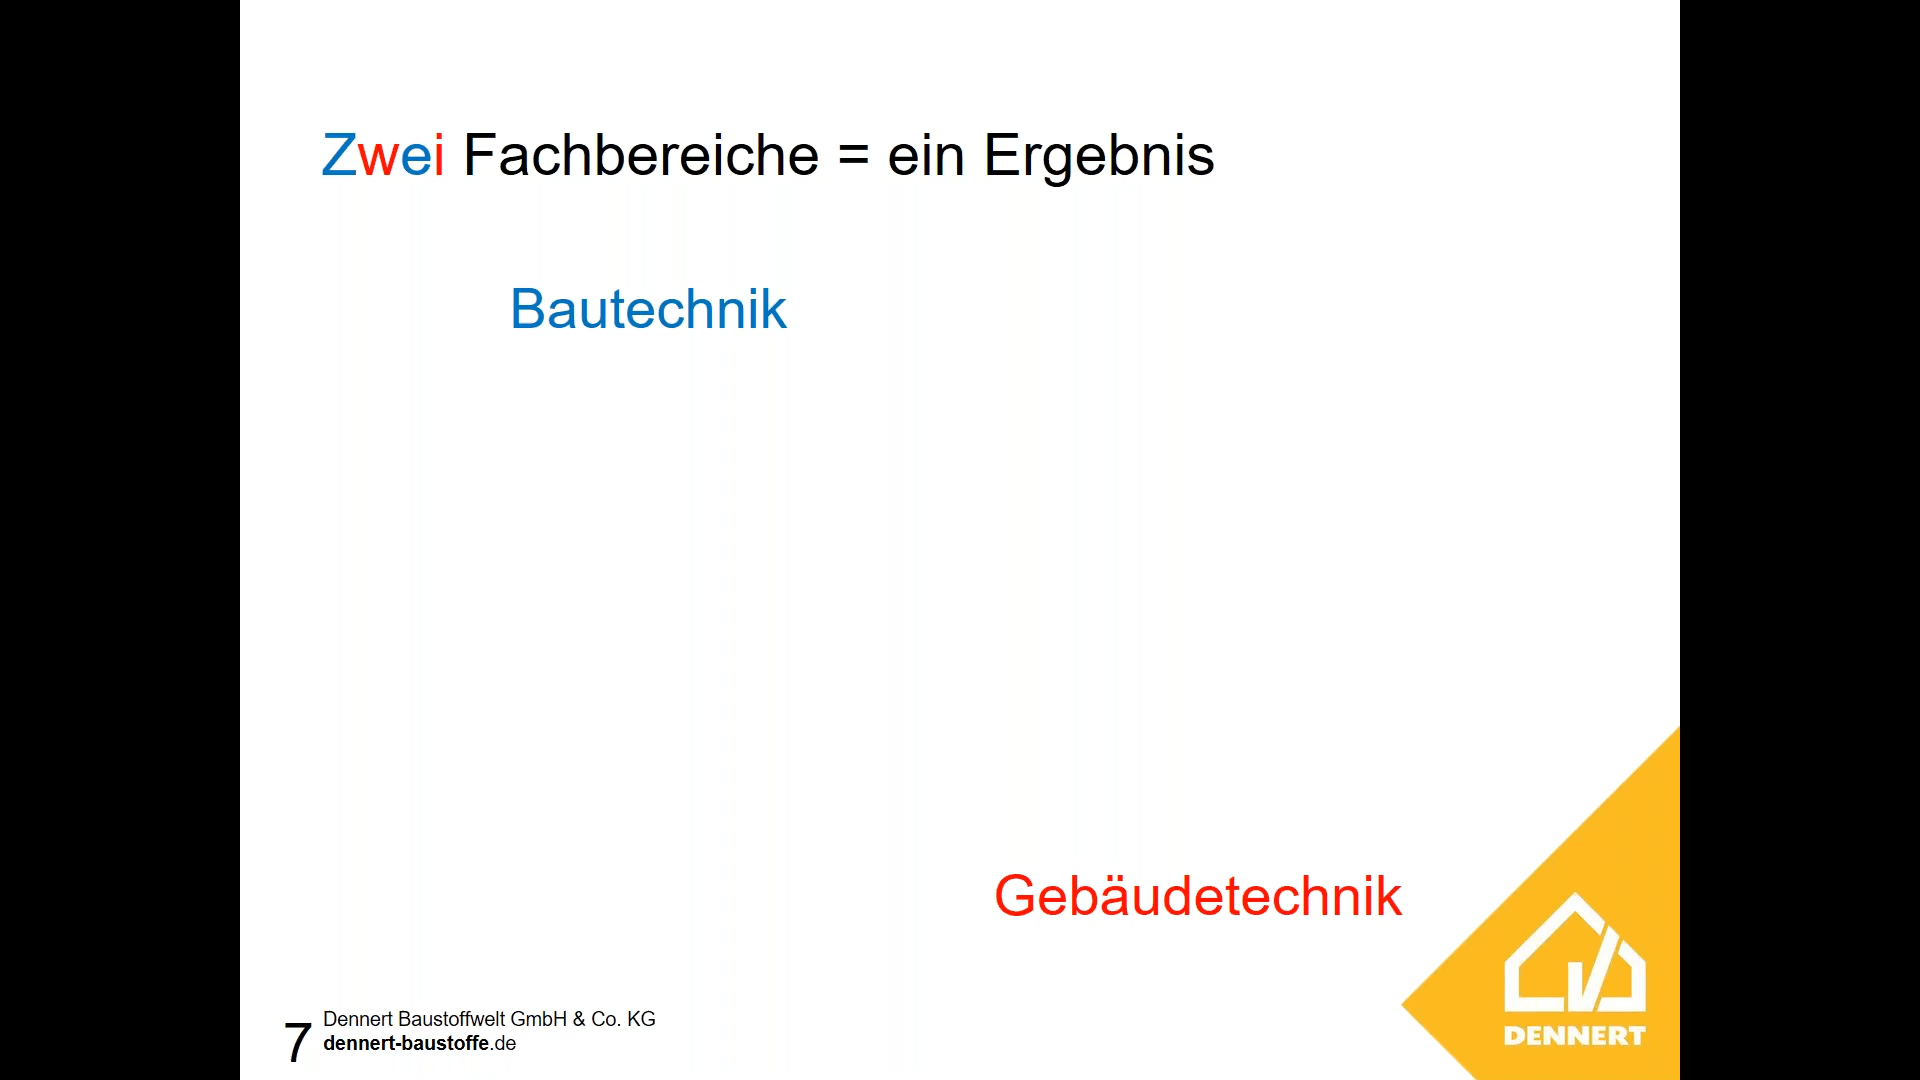 Zwei Fachbereiche = ein Ergebnis
Bautechnik
Gebäudetechnik
7
Dennert Baustoffwelt GmbH & Co. KG
dennert-baustoffe.de
DENNERT